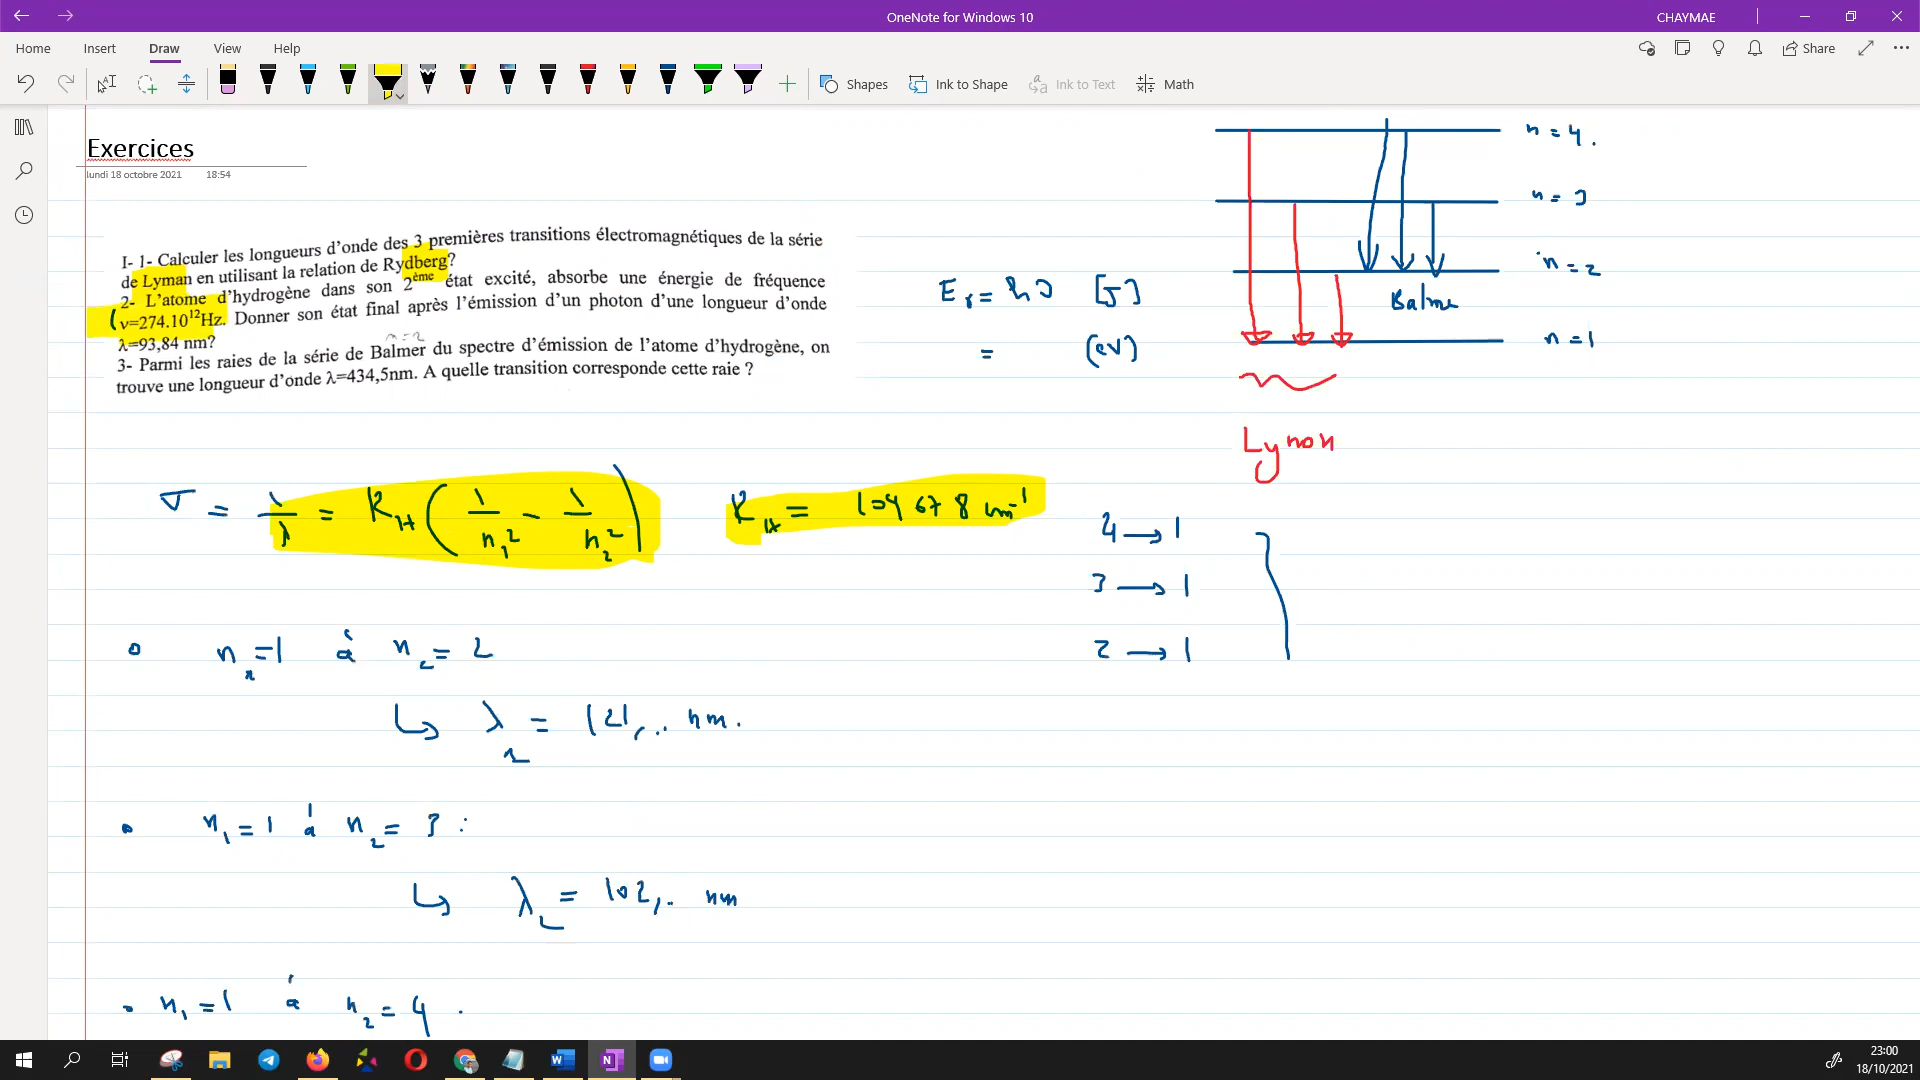 OneNote for Windows 10
CHAYMAE
Home Insert Draw View Help
Share
Shapes Ink to Shape Ink to Text Math
Exercices
lundi 18 octobre 2021 18:54
I- 1- Calculer les longueurs d'onde des 3 premières transitions électromagnétiques de la série
de Lyman en utilisant la relation de Rydberg?
2- L'atome d'hydrogène dans son 2ème état excité, absorbe une énergie de fréquence
(ν=274.10¹²Hz. Donner son état final après l'émission d'un photon d'une longueur d'onde
λ=93,84 nm?
n=2
3- Parmi les raies de la série de Balmer du spectre d'émission de l'atome d'hydrogène, on
trouve une longueur d'onde λ=434,5nm. A quelle transition corresponde cette raie ?
n = 4 .
n = 3
n = 2
n = 1
Balme
Lyman
Eγ = hν [J]
= (eV)
σ = 1/λ = R_H (1/n₁² - 1/n₂²) R_H = 109 678 cm⁻¹
4 → 1
3 → 1
2 → 1
• n₁ = 1 à n₂ = 2
↳ λ₁ = 121,.. nm.
• n₁ = 1 à n₂ = 3 :
↳ λ₂ = 102,.. nm
• n₁ = 1 à n₂ = 4 .
23:00
18/10/2021